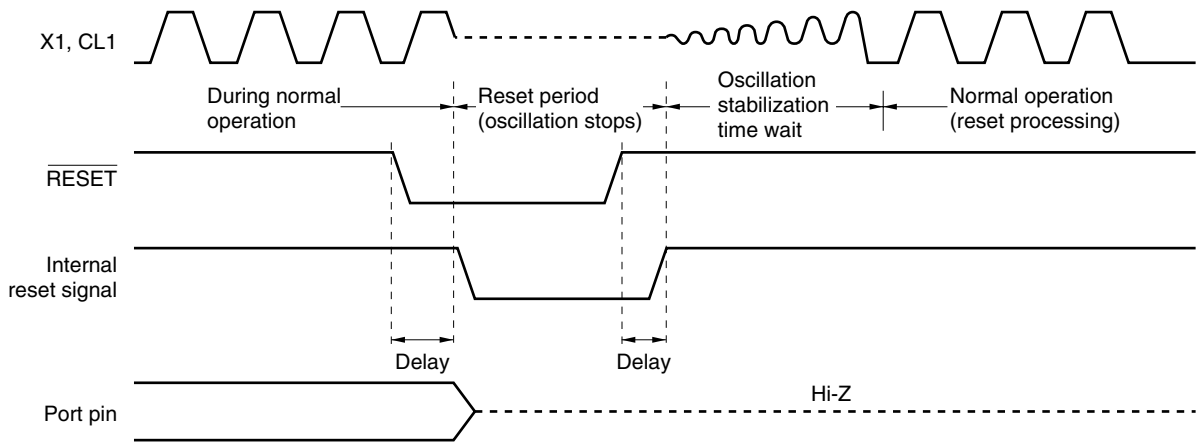 X1, CL1
During normal
operation
Reset period
(oscillation stops)
Oscillation
stabilization
time wait
Normal operation
(reset processing)
RESET
Internal
reset signal
Delay
Delay
Port pin
Hi-Z